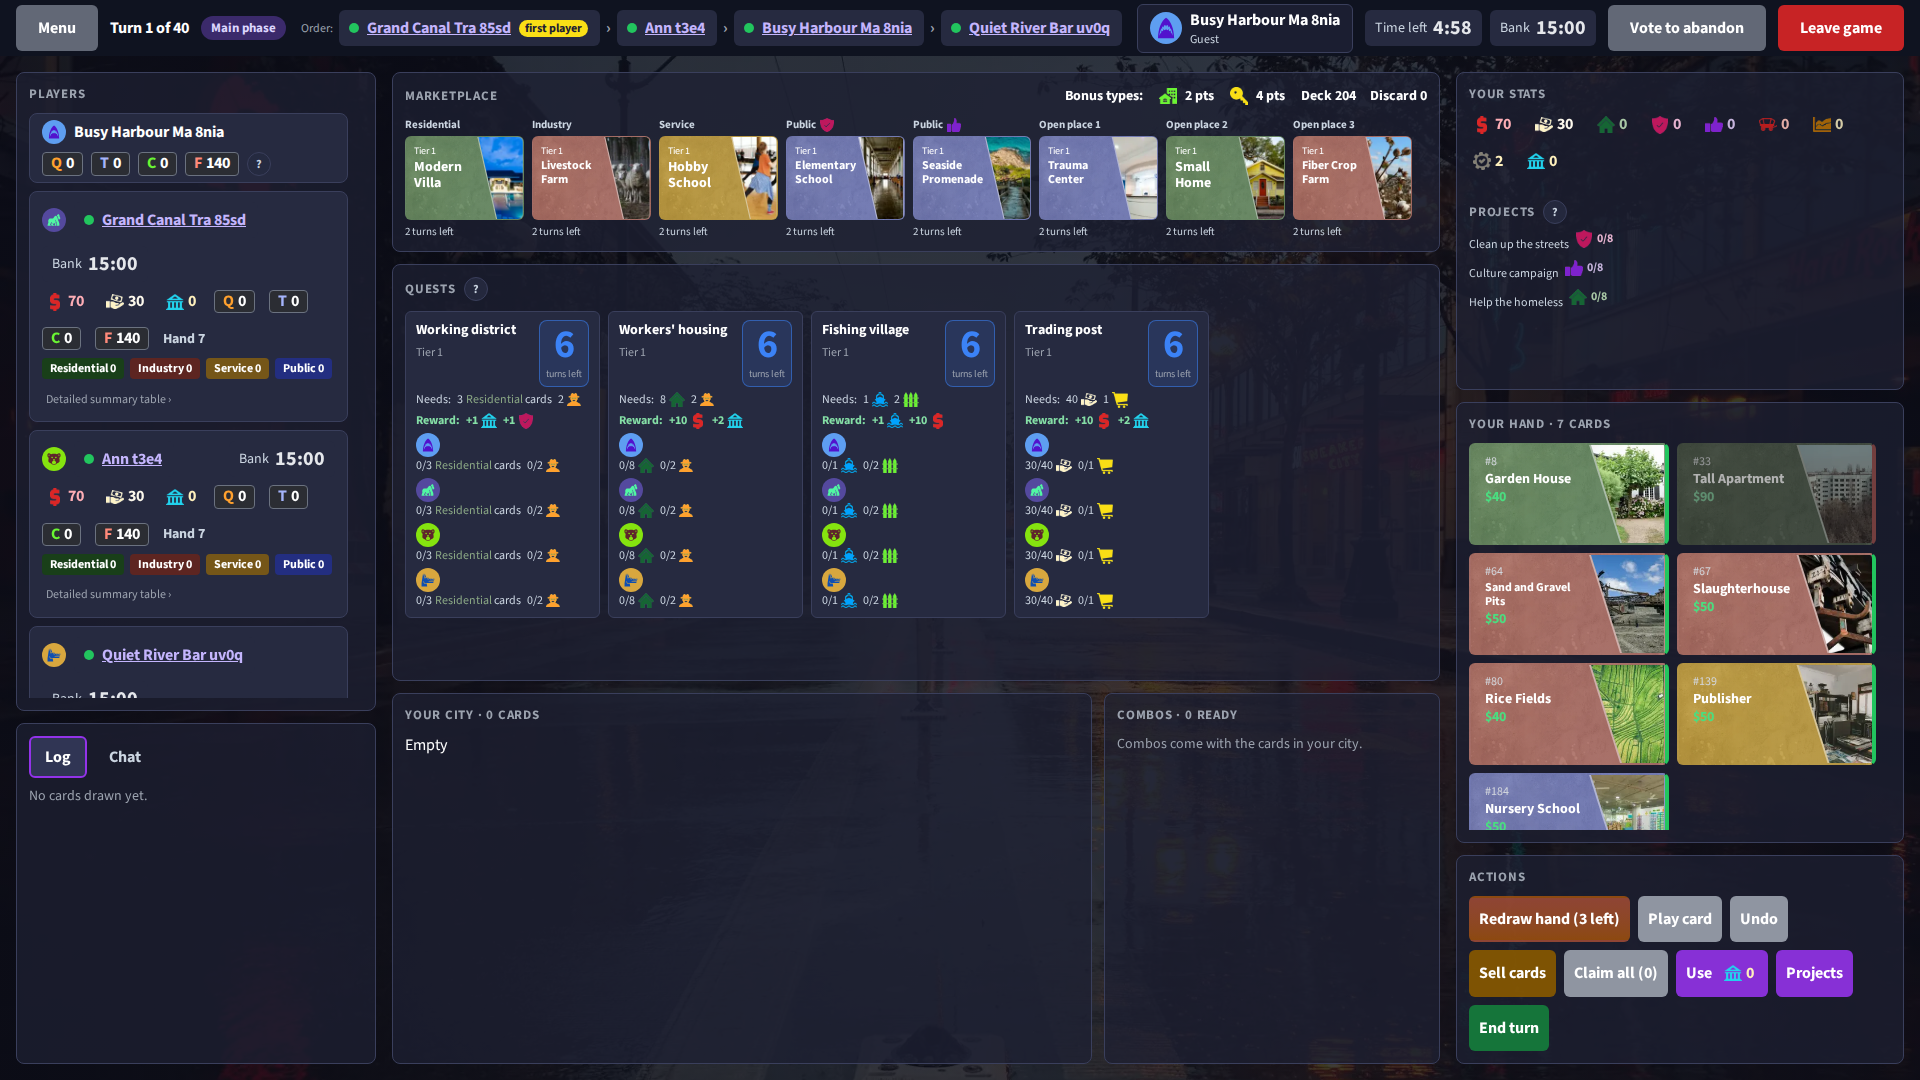 Menu
Turn 1 of 40
Main phase
Order:
Grand Canal Tra 85sd
first player
›
Ann t3e4
›
Busy Harbour Ma 8nia
›
Quiet River Bar uv0q
Busy Harbour Ma 8nia
Guest
Time left 4:58
Bank 15:00
Vote to abandon
Leave game
PLAYERS
Busy Harbour Ma 8nia
Q 0
T 0
C 0
F 140
?
Grand Canal Tra 85sd
Bank 15:00
70 30 0 Q 0 T 0
C 0 F 140 Hand 7
Residential 0 Industry 0 Service 0 Public 0
Detailed summary table ›
Ann t3e4
Bank 15:00
70 30 0 Q 0 T 0
C 0 F 140 Hand 7
Residential 0 Industry 0 Service 0 Public 0
Detailed summary table ›
Quiet River Bar uv0q
Bank 15:00
Log
Chat
No cards drawn yet.
MARKETPLACE
Bonus types: 2 pts 4 pts Deck 204 Discard 0
Residential
Tier 1
Modern
Villa
2 turns left
Industry
Tier 1
Livestock
Farm
2 turns left
Service
Tier 1
Hobby
School
2 turns left
Public
Tier 1
Elementary
School
2 turns left
Public
Tier 1
Seaside
Promenade
2 turns left
Open place 1
Tier 1
Trauma
Center
2 turns left
Open place 2
Tier 1
Small
Home
2 turns left
Open place 3
Tier 1
Fiber Crop
Farm
2 turns left
QUESTS
?
Working district
Tier 1
6
turns left
Needs: 3 Residential cards 2
Reward: +1 +1
0/3 Residential cards 0/2
0/3 Residential cards 0/2
0/3 Residential cards 0/2
0/3 Residential cards 0/2
Workers' housing
Tier 1
6
turns left
Needs: 8 2
Reward: +10 +2
0/8 0/2
0/8 0/2
0/8 0/2
0/8 0/2
Fishing village
Tier 1
6
turns left
Needs: 1 2
Reward: +1 +10
0/1 0/2
0/1 0/2
0/1 0/2
0/1 0/2
Trading post
Tier 1
6
turns left
Needs: 40 1
Reward: +10 +2
30/40 0/1
30/40 0/1
30/40 0/1
30/40 0/1
YOUR CITY · 0 CARDS
Empty
COMBOS · 0 READY
Combos come with the cards in your city.
YOUR STATS
70 30 0 0 0 0 0
2 0
PROJECTS ?
Clean up the streets 0/8
Culture campaign 0/8
Help the homeless 0/8
YOUR HAND · 7 CARDS
#8
Garden House
$40
#33
Tall Apartment
$90
#64
Sand and Gravel
Pits
$50
#67
Slaughterhouse
$50
#80
Rice Fields
$40
#139
Publisher
$50
#184
Nursery School
$50
ACTIONS
Redraw hand (3 left)
Play card
Undo
Sell cards
Claim all (0)
Use 0
Projects
End turn